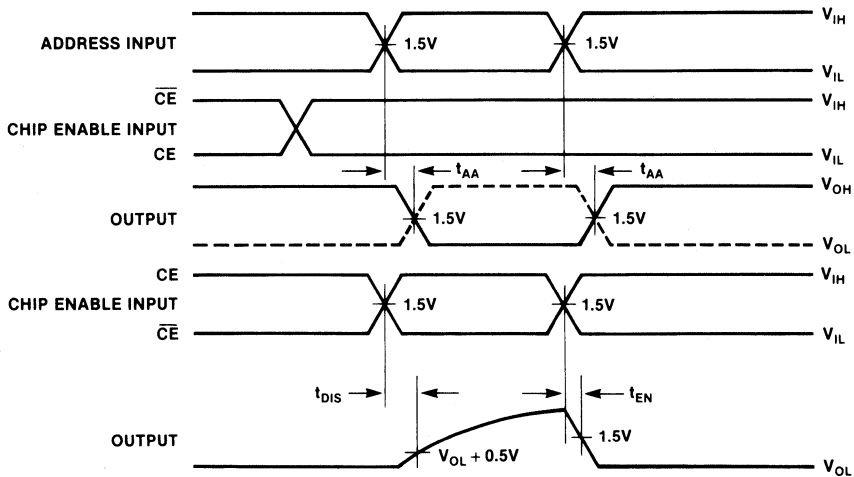 V_IH
ADDRESS INPUT 1.5V 1.5V
V_IL
C̅E̅ V_IH
CHIP ENABLE INPUT
CE V_IL
t_AA t_AA
V_OH
OUTPUT 1.5V 1.5V
V_OL
CE V_IH
CHIP ENABLE INPUT 1.5V 1.5V
C̅E̅ V_IL
t_DIS t_EN
OUTPUT 1.5V
V_OL + 0.5V
V_OL